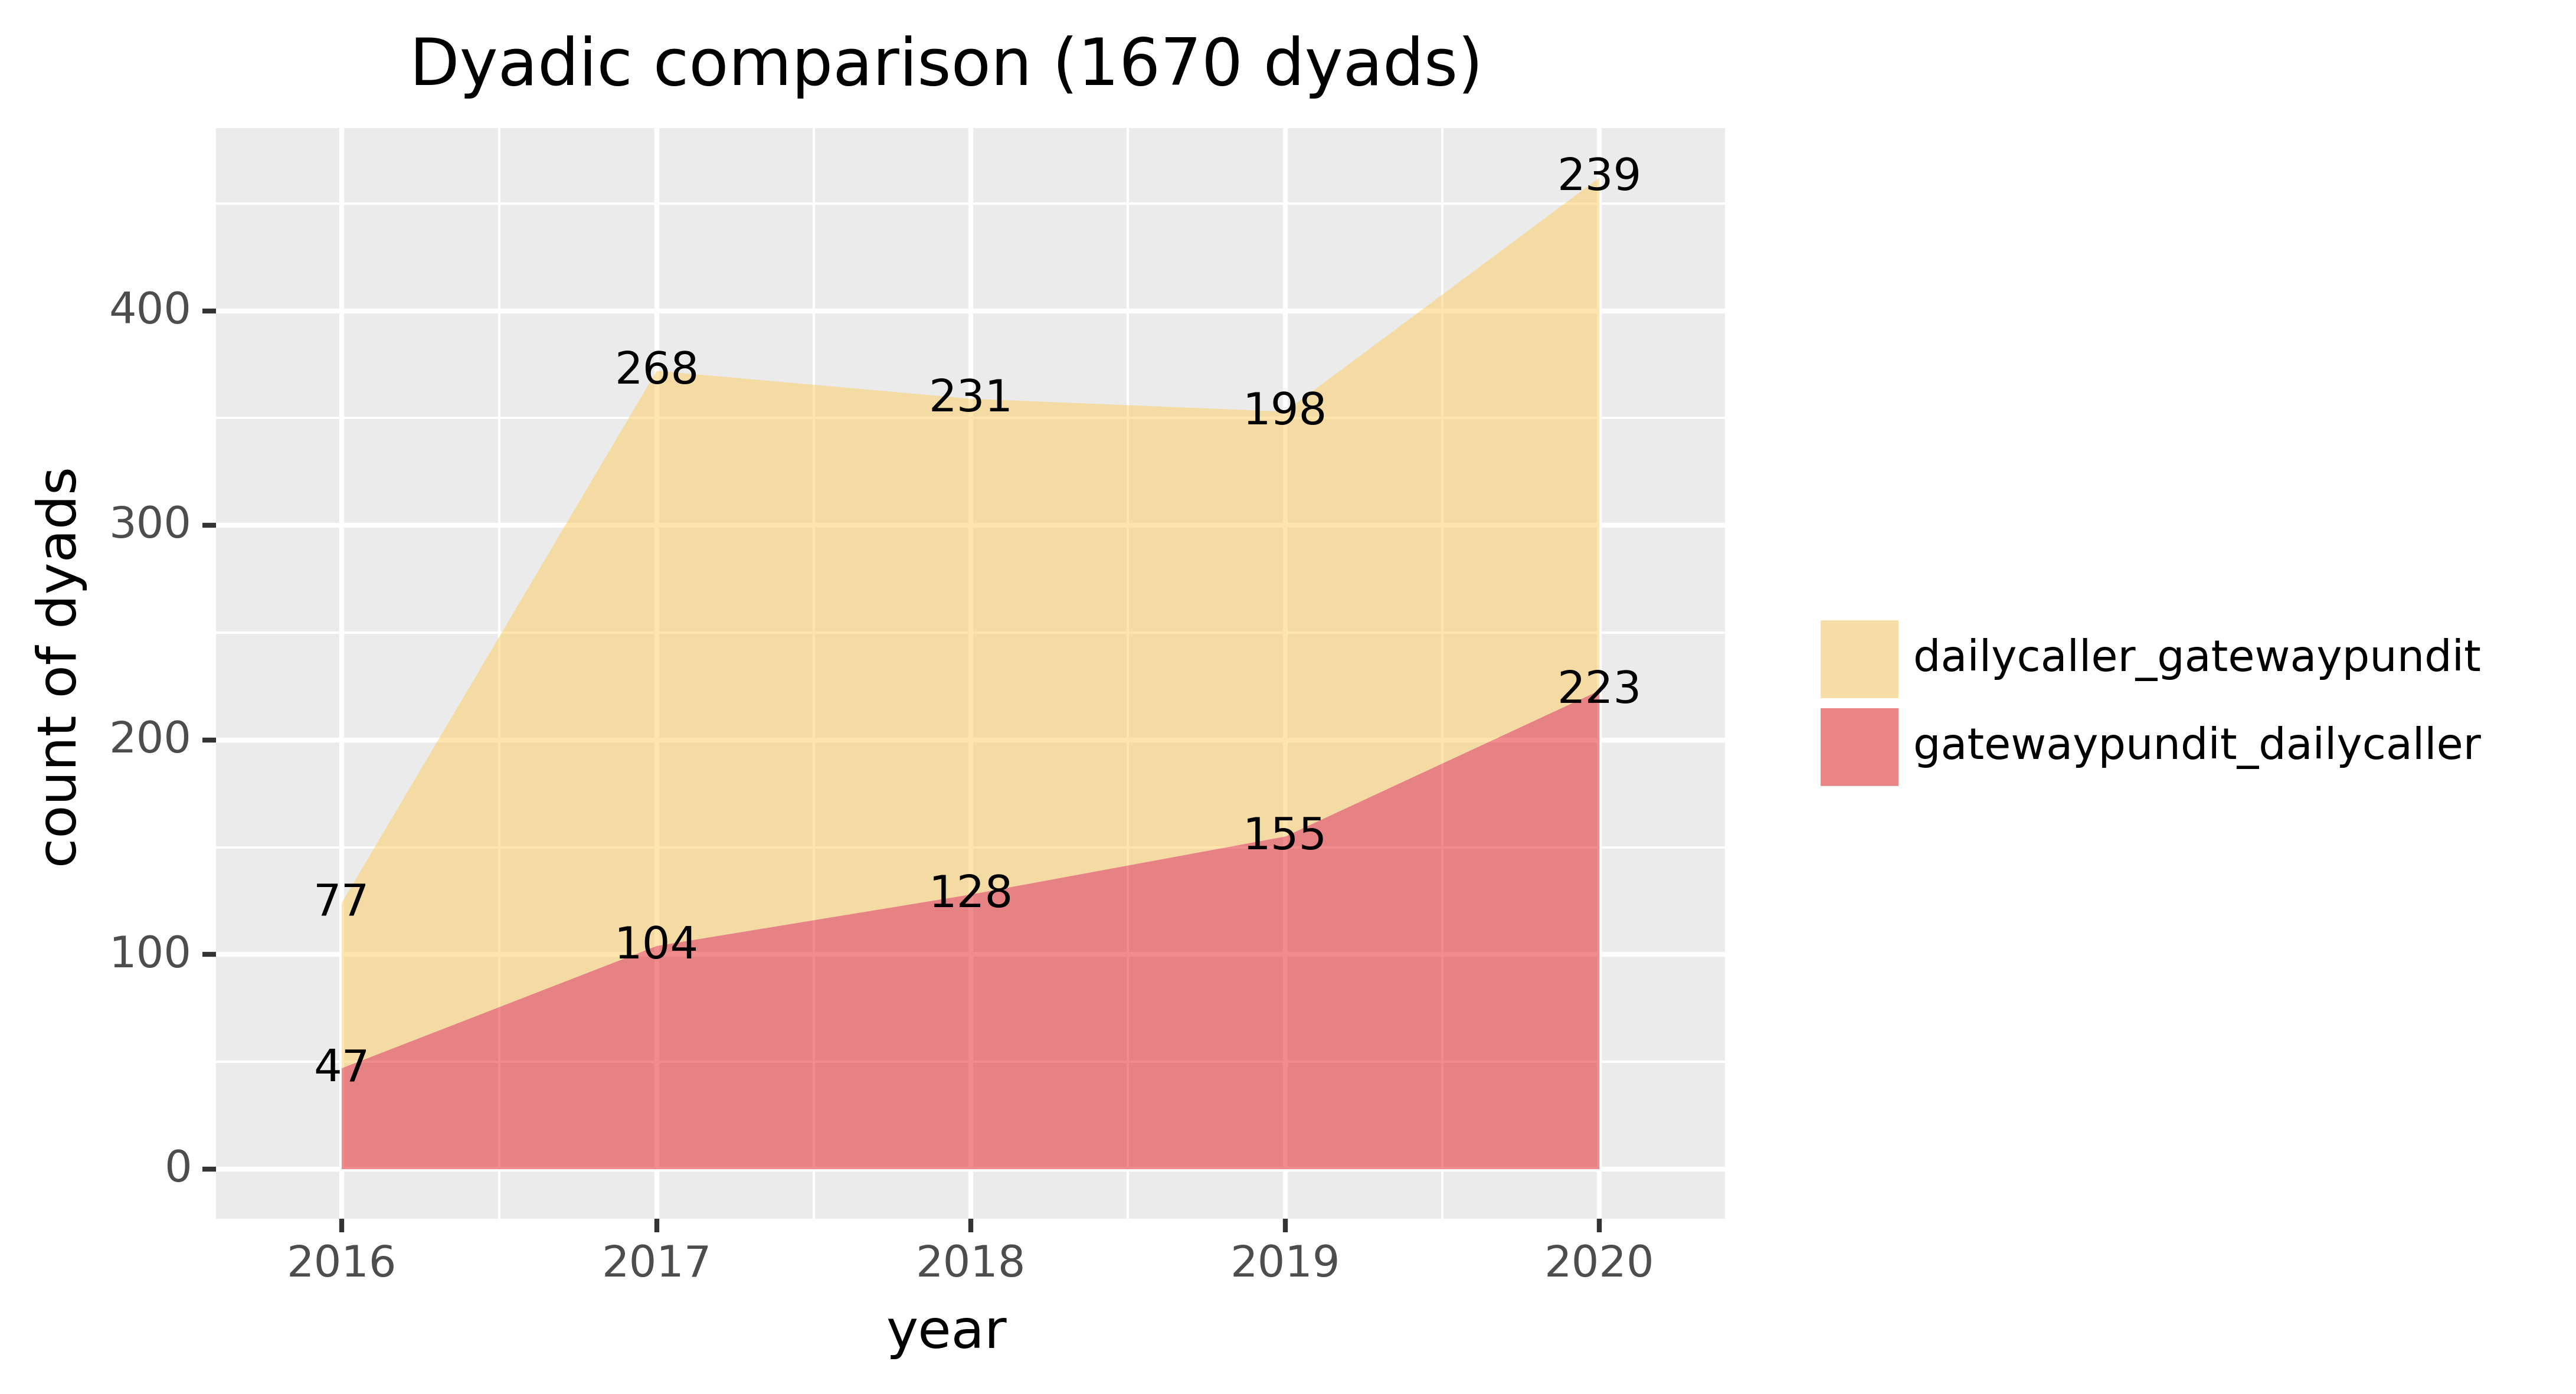 Dyadic comparison (1670 dyads)
count of dyads
400
300
200
100
0
239
268
231
198
223
155
128
104
77
47
2016 2017 2018 2019 2020
year
dailycaller_gatewaypundit
gatewaypundit_dailycaller